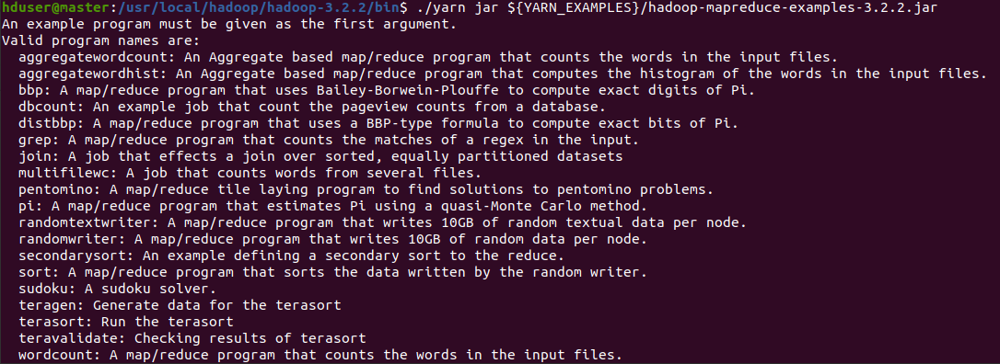 hduser@master:/usr/local/hadoop/hadoop-3.2.2/bin$ ./yarn jar ${YARN_EXAMPLES}/hadoop-mapreduce-examples-3.2.2.jar
An example program must be given as the first argument.
Valid program names are:
  aggregatewordcount: An Aggregate based map/reduce program that counts the words in the input files.
  aggregatewordhist: An Aggregate based map/reduce program that computes the histogram of the words in the input files.
  bbp: A map/reduce program that uses Bailey-Borwein-Plouffe to compute exact digits of Pi.
  dbcount: An example job that count the pageview counts from a database.
  distbbp: A map/reduce program that uses a BBP-type formula to compute exact bits of Pi.
  grep: A map/reduce program that counts the matches of a regex in the input.
  join: A job that effects a join over sorted, equally partitioned datasets
  multifilewc: A job that counts words from several files.
  pentomino: A map/reduce tile laying program to find solutions to pentomino problems.
  pi: A map/reduce program that estimates Pi using a quasi-Monte Carlo method.
  randomtextwriter: A map/reduce program that writes 10GB of random textual data per node.
  randomwriter: A map/reduce program that writes 10GB of random data per node.
  secondarysort: An example defining a secondary sort to the reduce.
  sort: A map/reduce program that sorts the data written by the random writer.
  sudoku: A sudoku solver.
  teragen: Generate data for the terasort
  terasort: Run the terasort
  teravalidate: Checking results of terasort
  wordcount: A map/reduce program that counts the words in the input files.